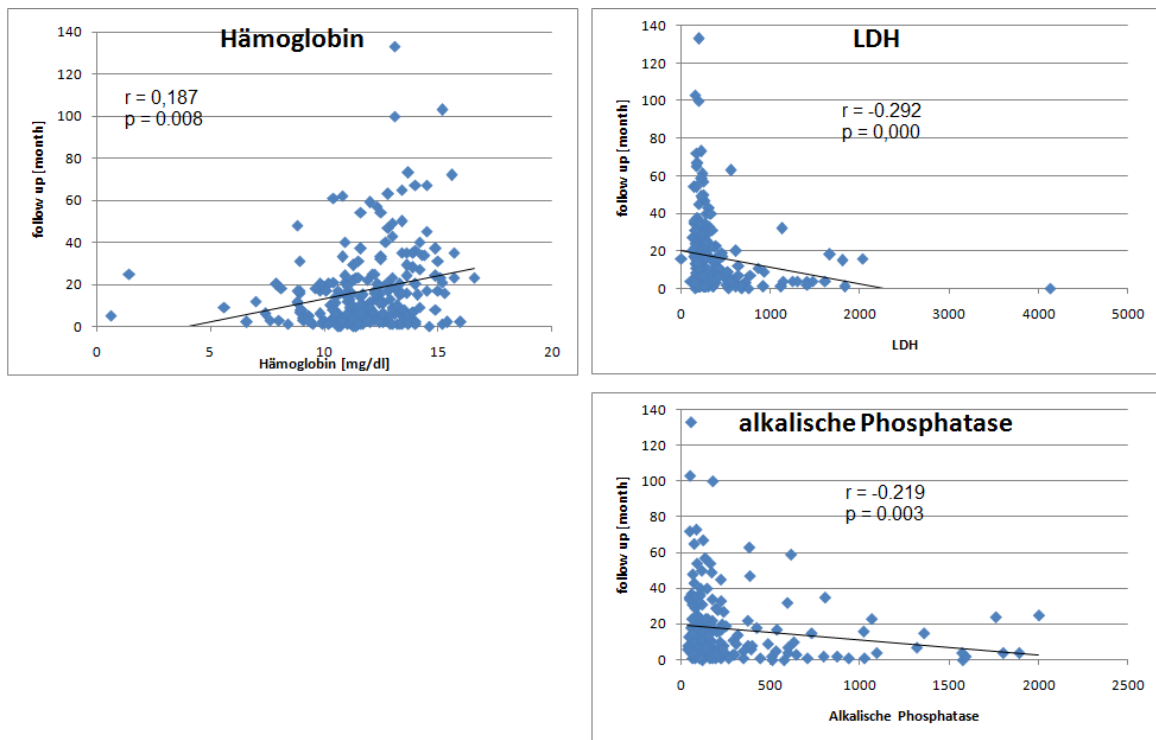 Hämoglobin
r = 0,187
p = 0.008
follow up [month]
140
120
100
80
60
40
20
0
0 5 10 15 20
Hämoglobin [mg/dl]
LDH
r = -0.292
p = 0,000
follow up [month]
140
120
100
80
60
40
20
0
0 1000 2000 3000 4000 5000
LDH
alkalische Phosphatase
r = -0.219
p = 0.003
follow up [month]
140
120
100
80
60
40
20
0
0 500 1000 1500 2000 2500
Alkalische Phosphatase